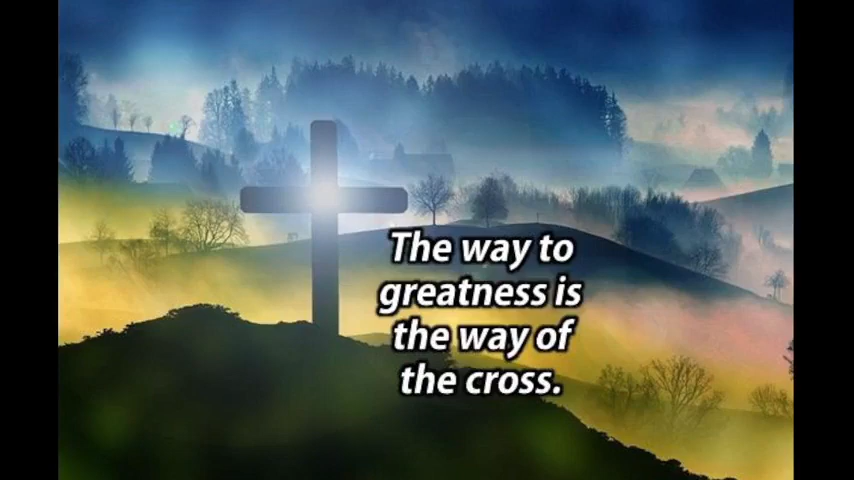 The way to
greatness is
the way of
the cross.